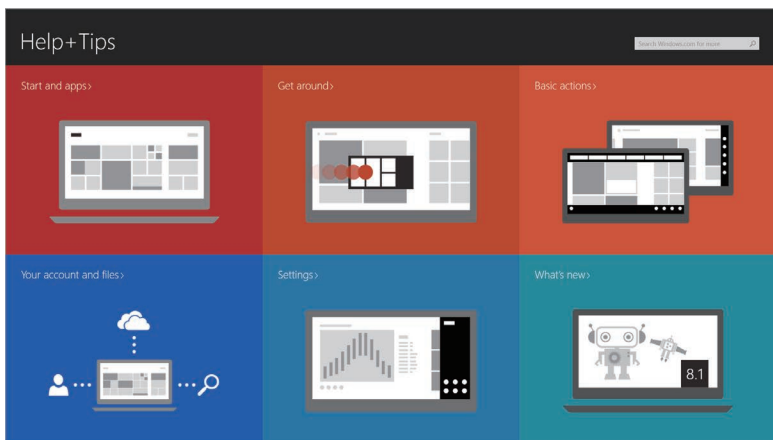 Help+Tips
Search Windows.com for more
Start and apps>
Get around>
Basic actions>
Your account and files>
Settings>
What's new>
8.1